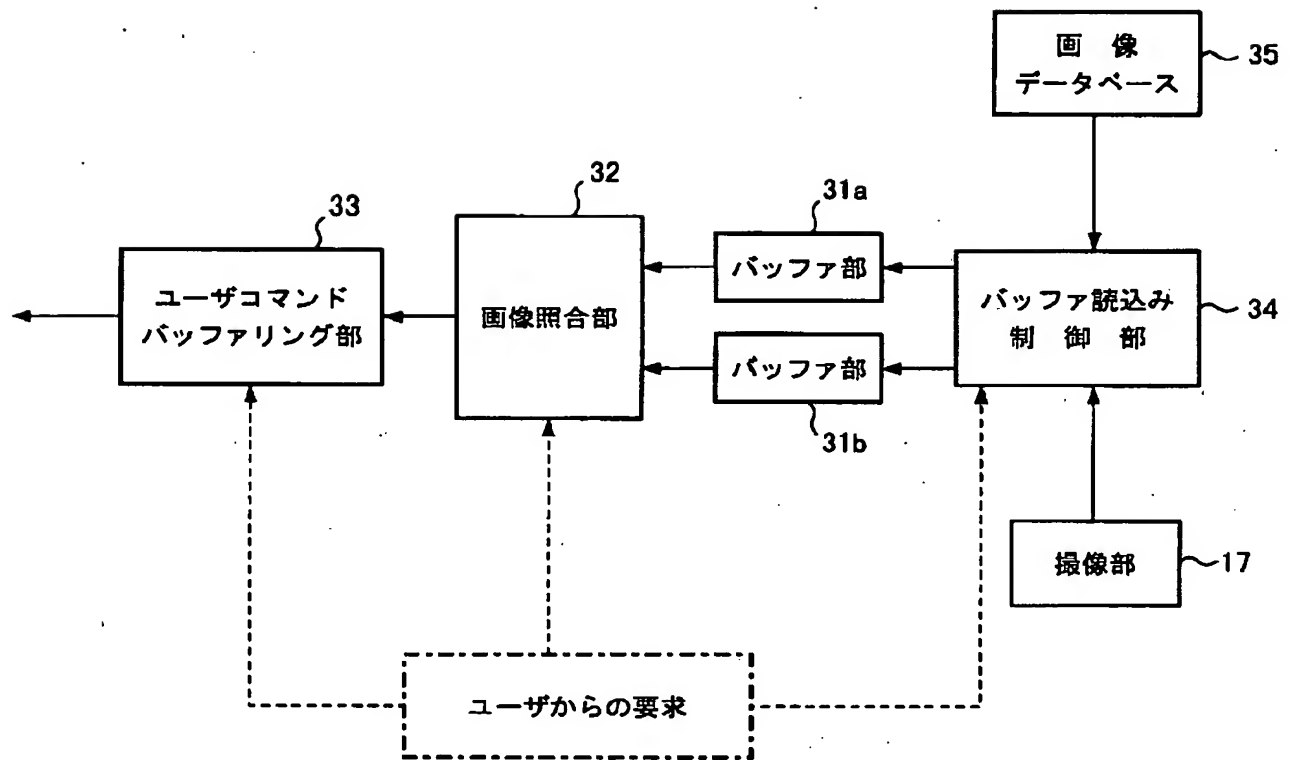 画 像
データベース
35
32
31a
33
バッファ部
ユーザコマンド
バッファリング部
画像照合部
バッファ読込み
制 御 部
34
バッファ部
31b
撮像部
17
ユーザからの要求